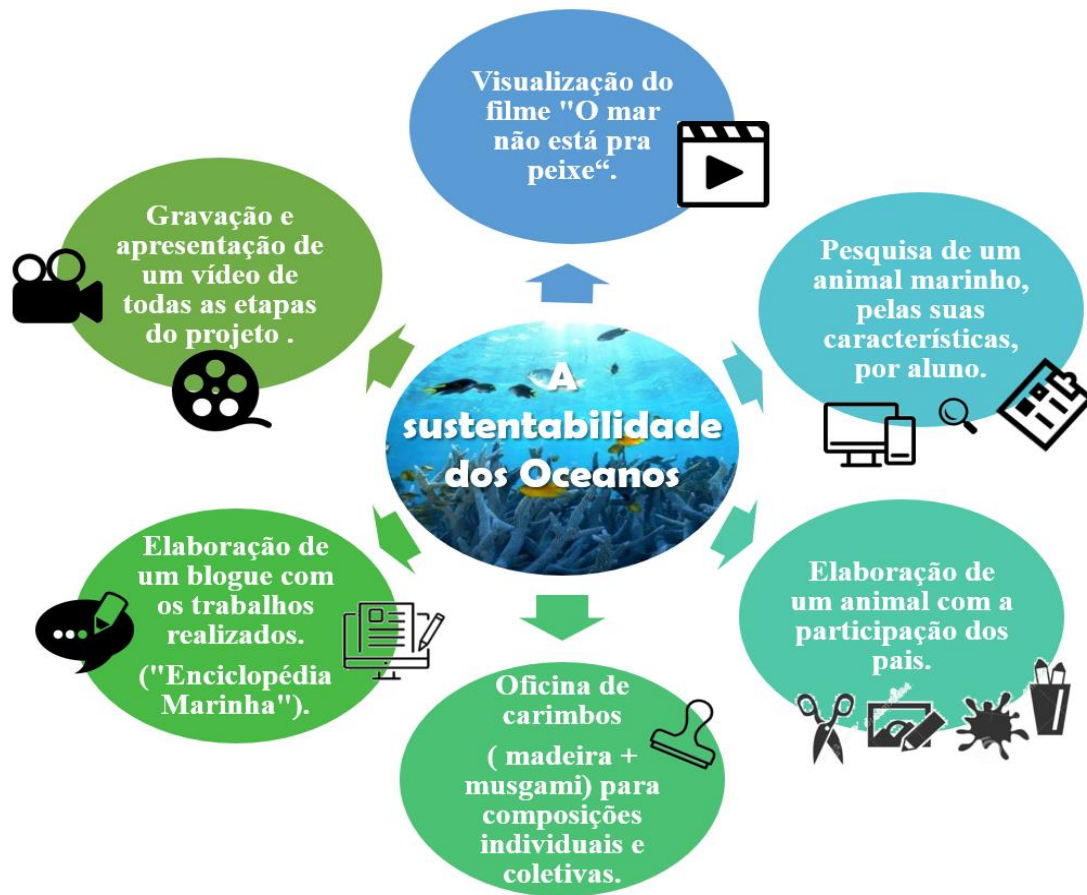 Visualização do
filme "O mar
não está pra
peixe“.
Pesquisa de um
animal marinho,
pelas suas
características,
por aluno.
Elaboração de
um animal com a
participação dos
pais.
Oficina de
carimbos
( madeira +
musgami) para
composições
individuais e
coletivas.
Elaboração de
um blogue com
os trabalhos
realizados.
("Enciclopédia
Marinha").
Gravação e
apresentação de
um vídeo de
todas as etapas
do projeto .
A
sustentabilidade
dos Oceanos